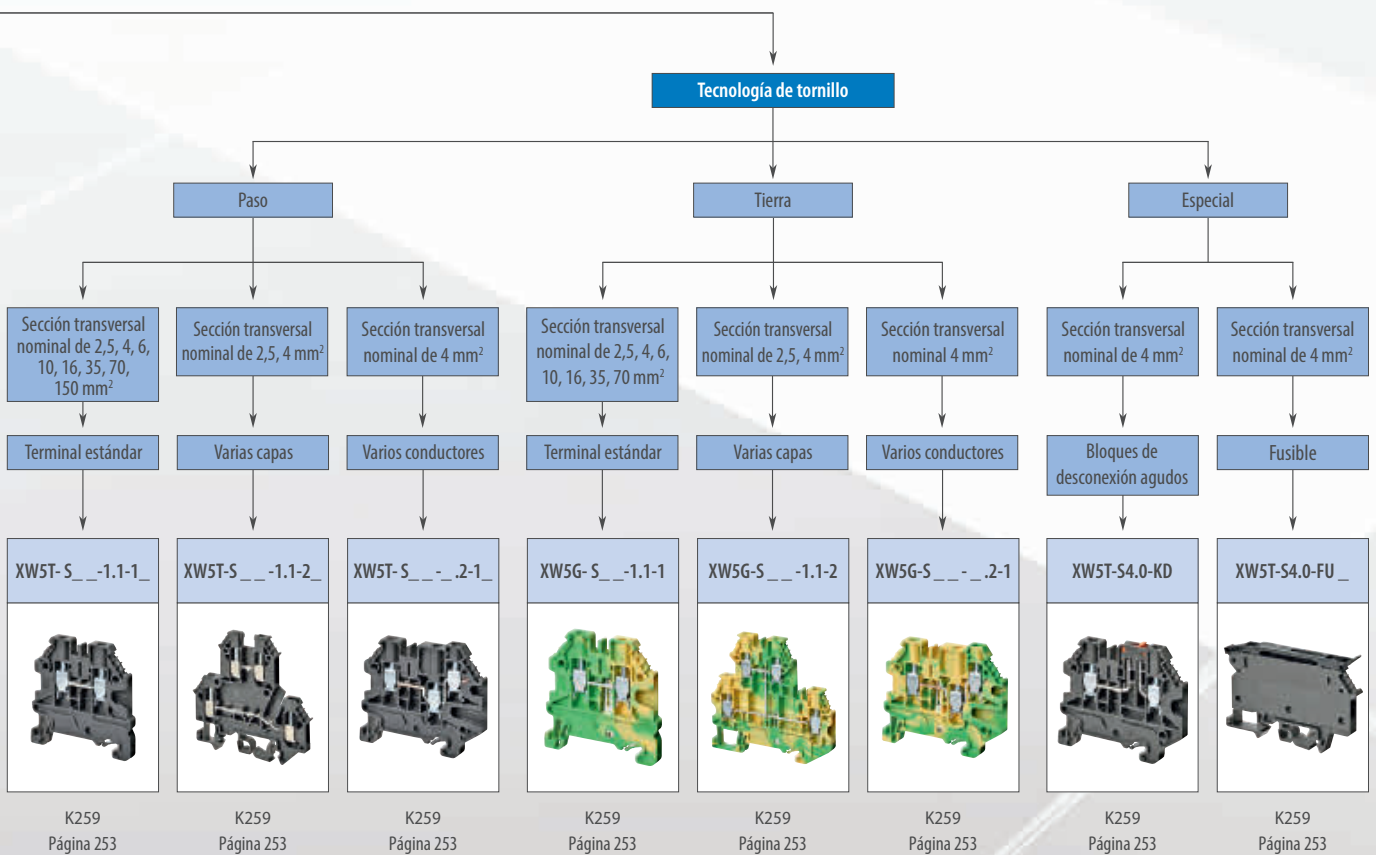 Tecnología de tornillo
Paso
Tierra
Especial
Sección transversal
nominal de 2,5, 4, 6,
10, 16, 35, 70,
150 mm²
Sección transversal
nominal de 2,5, 4 mm²
Sección transversal
nominal de 4 mm²
Sección transversal
nominal de 2,5, 4, 6,
10, 16, 35, 70 mm²
Sección transversal
nominal de 2,5, 4 mm²
Sección transversal
nominal 4 mm²
Sección transversal
nominal de 4 mm²
Sección transversal
nominal de 4 mm²
Terminal estándar
Varias capas
Varios conductores
Terminal estándar
Varias capas
Varios conductores
Bloques de
desconexión agudos
Fusible
XW5T- S_ _-1.1-1_
XW5T-S _ _ -1.1-2_
XW5T- S_ _ -_ .2-1_
XW5G- S_ _-1.1-1
XW5G-S _ _ -1.1-2
XW5G-S _ _ - _ .2-1
XW5T-S4.0-KD
XW5T-S4.0-FU _
K259
Página 253
K259
Página 253
K259
Página 253
K259
Página 253
K259
Página 253
K259
Página 253
K259
Página 253
K259
Página 253